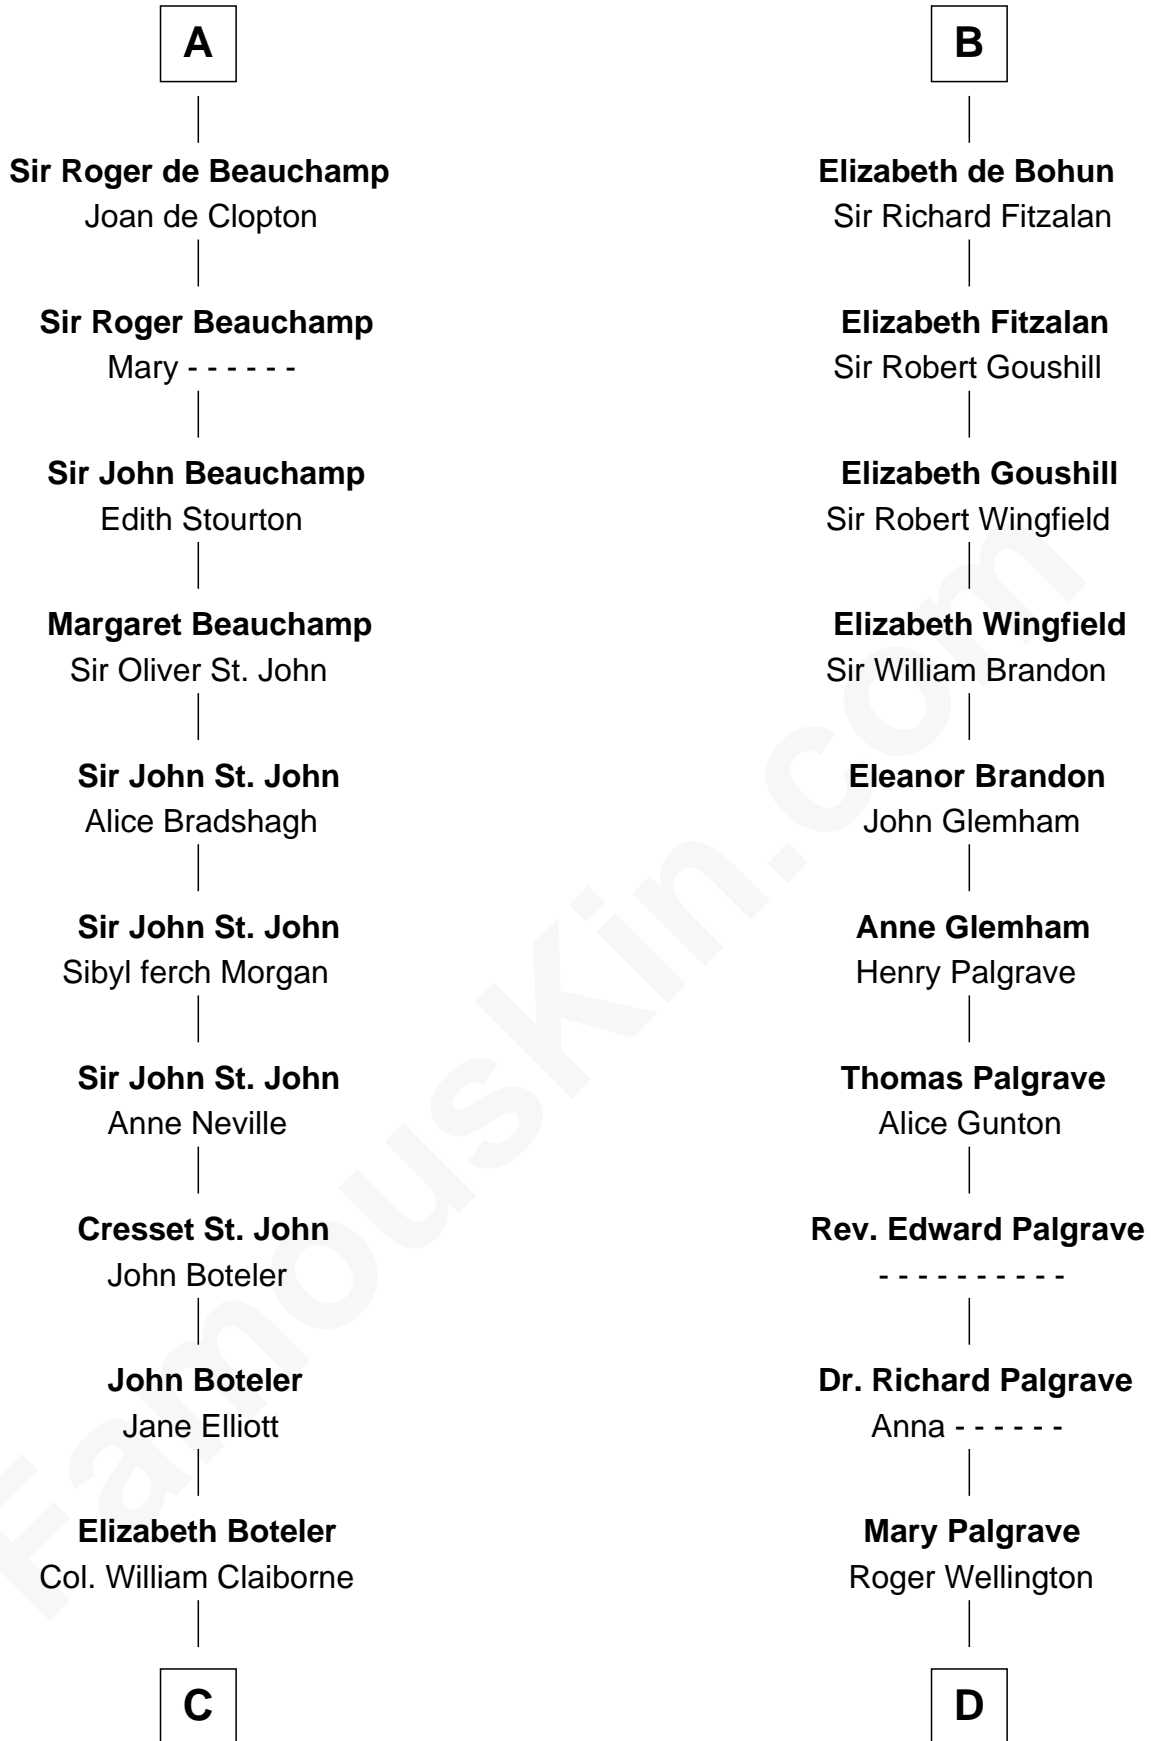 A
Sir Roger de Beauchamp
Joan de Clopton
Sir Roger Beauchamp
Mary - - - - - -
Sir John Beauchamp
Edith Stourton
Margaret Beauchamp
Sir Oliver St. John
Sir John St. John
Alice Bradshagh
Sir John St. John
Sibyl ferch Morgan
Sir John St. John
Anne Neville
Cresset St. John
John Boteler
John Boteler
Jane Elliott
Elizabeth Boteler
Col. William Claiborne
C
B
Elizabeth de Bohun
Sir Richard Fitzalan
Elizabeth Fitzalan
Sir Robert Goushill
Elizabeth Goushill
Sir Robert Wingfield
Elizabeth Wingfield
Sir William Brandon
Eleanor Brandon
John Glemham
Anne Glemham
Henry Palgrave
Thomas Palgrave
Alice Gunton
Rev. Edward Palgrave
- - - - - - - - - -
Dr. Richard Palgrave
Anna - - - - - -
Mary Palgrave
Roger Wellington
D
FamousKin.com